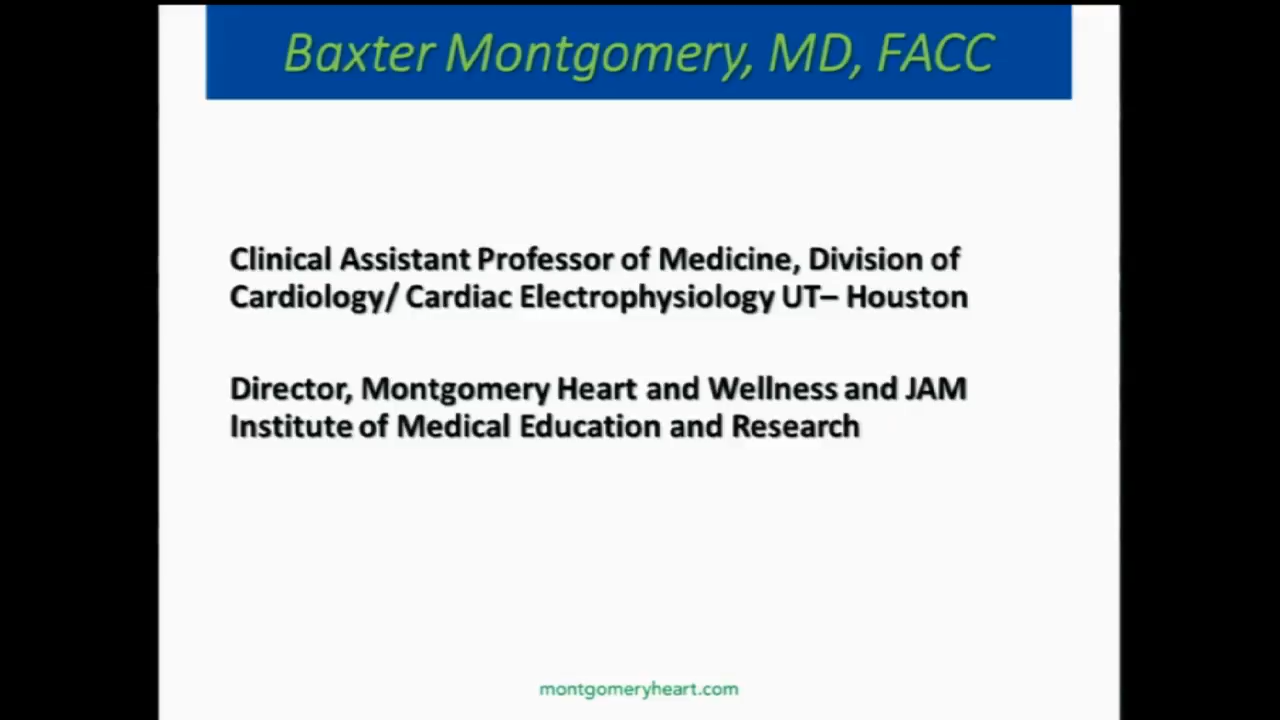 Baxter Montgomery, MD, FACC
Clinical Assistant Professor of Medicine, Division of
Cardiology/ Cardiac Electrophysiology UT– Houston
Director, Montgomery Heart and Wellness and JAM
Institute of Medical Education and Research
montgomeryheart.com